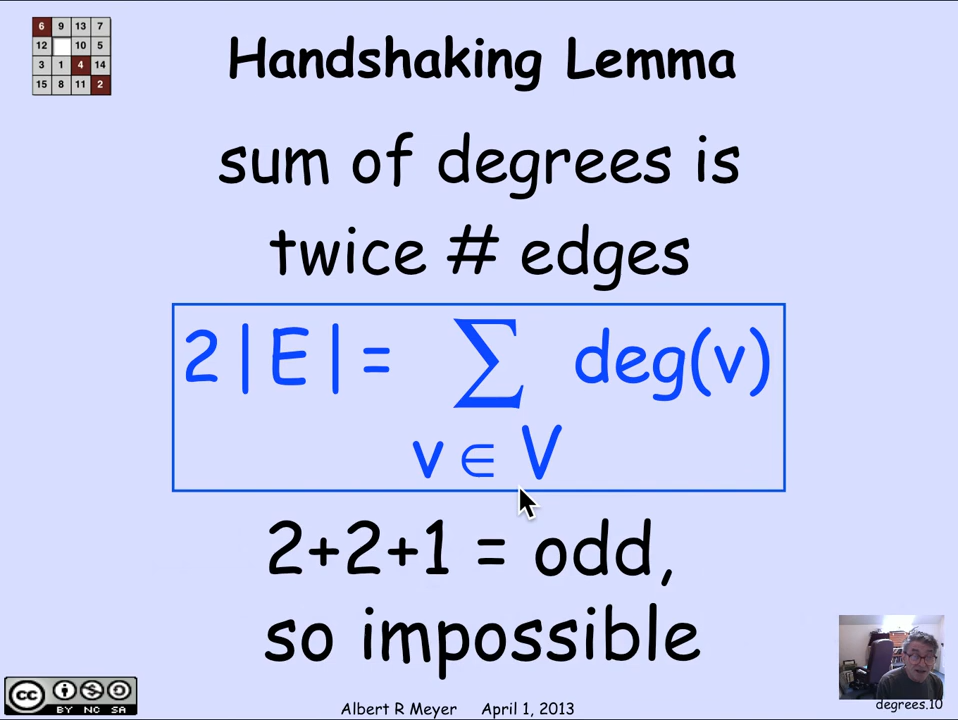 6 9 13 7
12 10 5
3 1 4 14
15 8 11 2
Handshaking Lemma
sum of degrees is
twice # edges
2|E| = ∑ deg(v)
v ∈ V
2+2+1 = odd,
so impossible
cc
BY NC SA
Albert R Meyer April 1, 2013
degrees.10